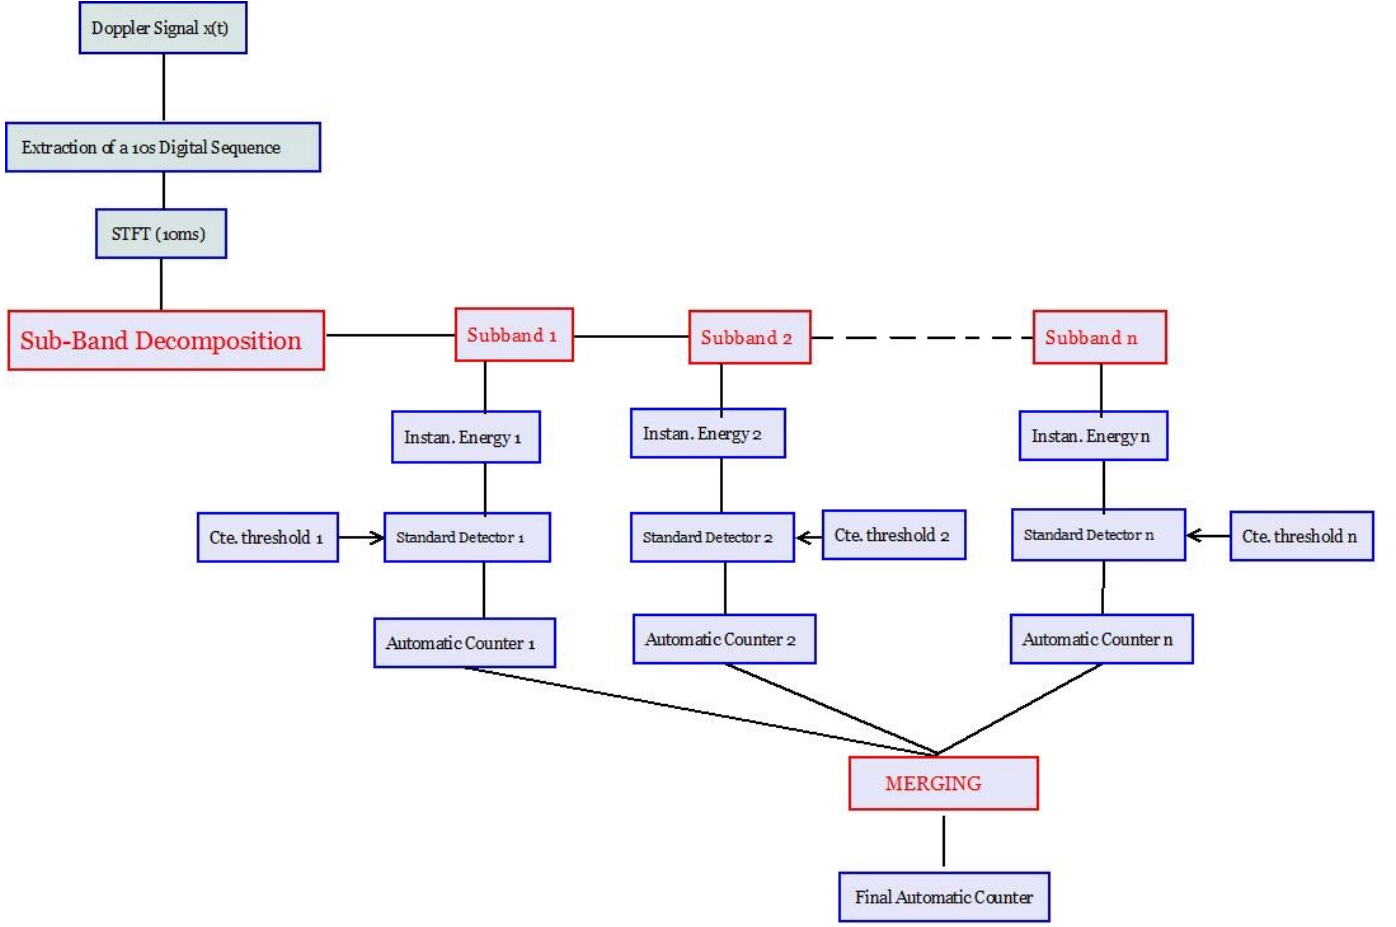 Doppler Signal x(t)
Extraction of a 10s Digital Sequence
STFT (10ms)
Sub-Band Decomposition
Subband 1
Subband 2
Subband n
Instan. Energy 1
Instan. Energy 2
Instan. Energy n
Cte. threshold 1
Standard Detector 1
Standard Detector 2
Cte. threshold 2
Standard Detector n
Cte. threshold n
Automatic Counter 1
Automatic Counter 2
Automatic Counter n
MERGING
Final Automatic Counter